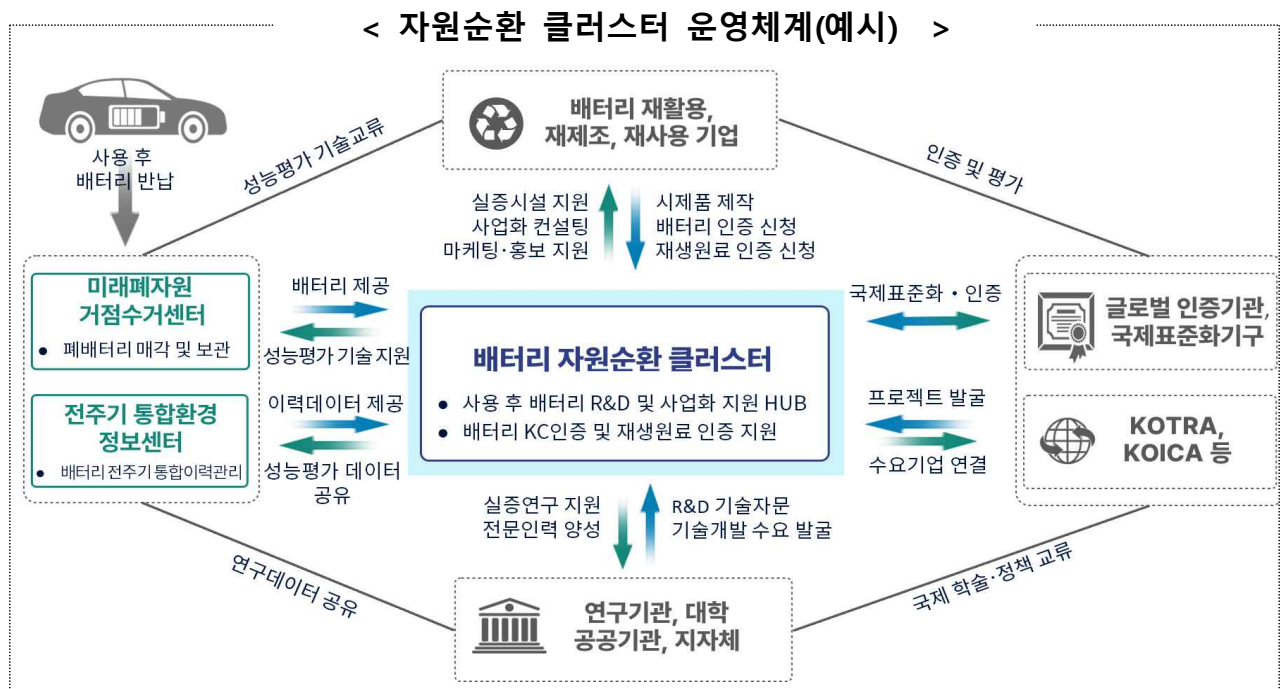 < 자원순환 클러스터 운영체계(예시) >
사용 후
배터리 반납
성능평가 기술교류
배터리 재활용,
재제조, 재사용 기업
인증 및 평가
실증시설 지원
사업화 컨설팅
마케팅·홍보 지원
시제품 제작
배터리 인증 신청
재생원료 인증 신청
미래폐자원
거점수거센터
● 폐배터리 매각 및 보관
전주기 통합환경
정보센터
● 배터리 전주기 통합이력관리
배터리 제공
성능평가 기술지원
이력데이터 제공
성능평가 데이터
공유
배터리 자원순환 클러스터
● 사용 후 배터리 R&D 및 사업화 지원 HUB
● 배터리 KC인증 및 재생원료 인증 지원
국제표준화·인증
프로젝트 발굴
수요기업 연결
글로벌 인증기관,
국제표준화기구
KOTRA,
KOICA 등
실증연구 지원
전문인력 양성
R&D 기술자문
기술개발 수요 발굴
연구데이터 공유
연구기관, 대학
공공기관, 지자체
국제 학술·정책 교류